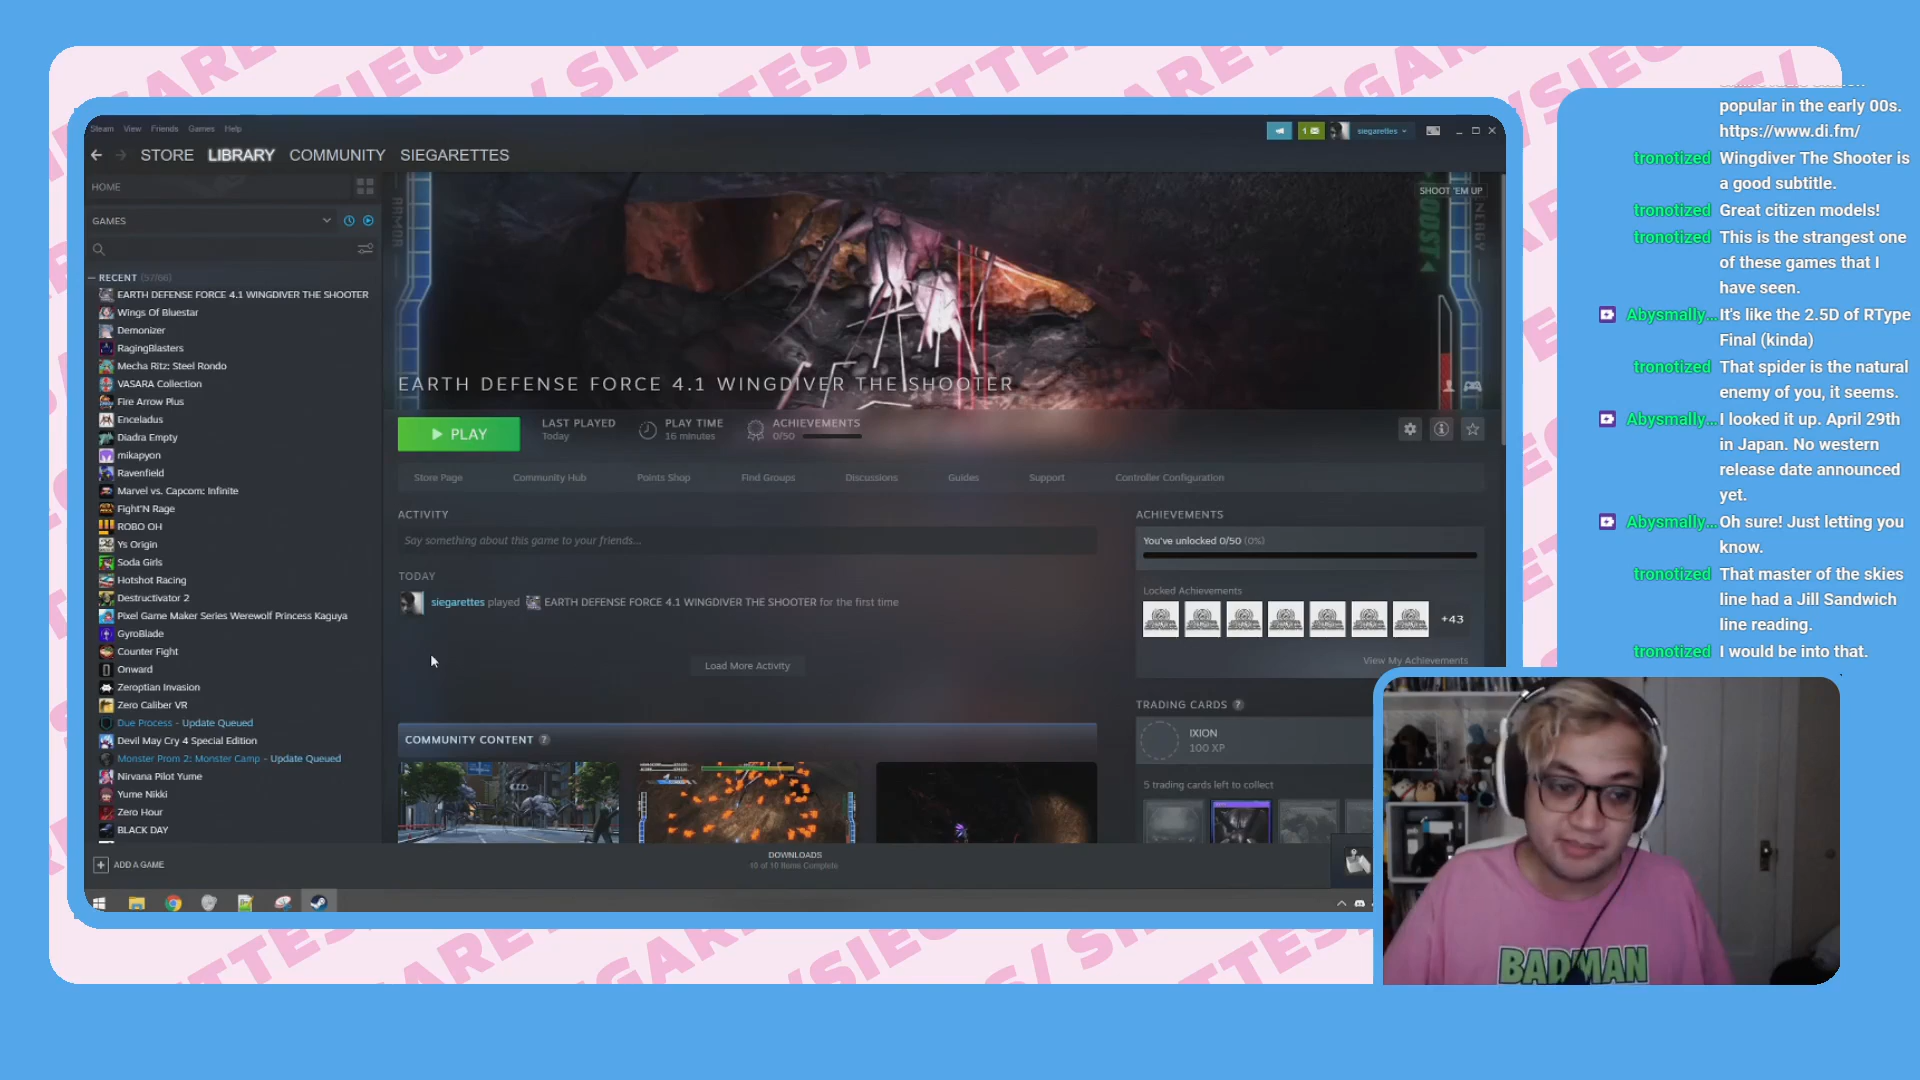 Steam View Friends Games Help
1
siegarettes
STORE LIBRARY COMMUNITY SIEGARETTES
HOME
GAMES
RECENT (57/66)
EARTH DEFENSE FORCE 4.1 WINGDIVER THE SHOOTER
Wings Of Bluestar
Demonizer
RagingBlasters
Mecha Ritz: Steel Rondo
VASARA Collection
Fire Arrow Plus
Enceladus
Diadra Empty
mikapyon
Ravenfield
Marvel vs. Capcom: Infinite
Fight'N Rage
ROBO OH
Ys Origin
Soda Girls
Hotshot Racing
Destructivator 2
Pixel Game Maker Series Werewolf Princess Kaguya
GyroBlade
Counter Fight
Onward
Zeroptian Invasion
Zero Caliber VR
Due Process - Update Queued
Devil May Cry 4 Special Edition
Monster Prom 2: Monster Camp - Update Queued
Nirvana Pilot Yume
Yume Nikki
Zero Hour
BLACK DAY
ADD A GAME
ARMOR
SHOOT 'EM UP
ENERGY
EARTH DEFENSE FORCE 4.1 WINGDIVER THE SHOOTER
PLAY
LAST PLAYED
Today
PLAY TIME
16 minutes
ACHIEVEMENTS
0/50
Store Page Community Hub Points Shop Find Groups Discussions Guides Support Controller Configuration
ACTIVITY
Say something about this game to your friends...
TODAY
siegarettes played EARTH DEFENSE FORCE 4.1 WINGDIVER THE SHOOTER for the first time
Load More Activity
COMMUNITY CONTENT ?
ACHIEVEMENTS
You've unlocked 0/50 (0%)
Locked Achievements
+43
View My Achievements
TRADING CARDS ?
IXION
100 XP
5 trading cards left to collect
DOWNLOADS
10 of 10 Items Complete
popular in the early 00s.
https://www.di.fm/
tronotized Wingdiver The Shooter is
a good subtitle.
tronotized Great citizen models!
tronotized This is the strangest one
of these games that I
have seen.
Abysmally... It's like the 2.5D of RType
Final (kinda)
tronotized That spider is the natural
enemy of you, it seems.
Abysmally... I looked it up. April 29th
in Japan. No western
release date announced
yet.
Abysmally... Oh sure! Just letting you
know.
tronotized That master of the skies
line had a Jill Sandwich
line reading.
tronotized I would be into that.
BADMAN